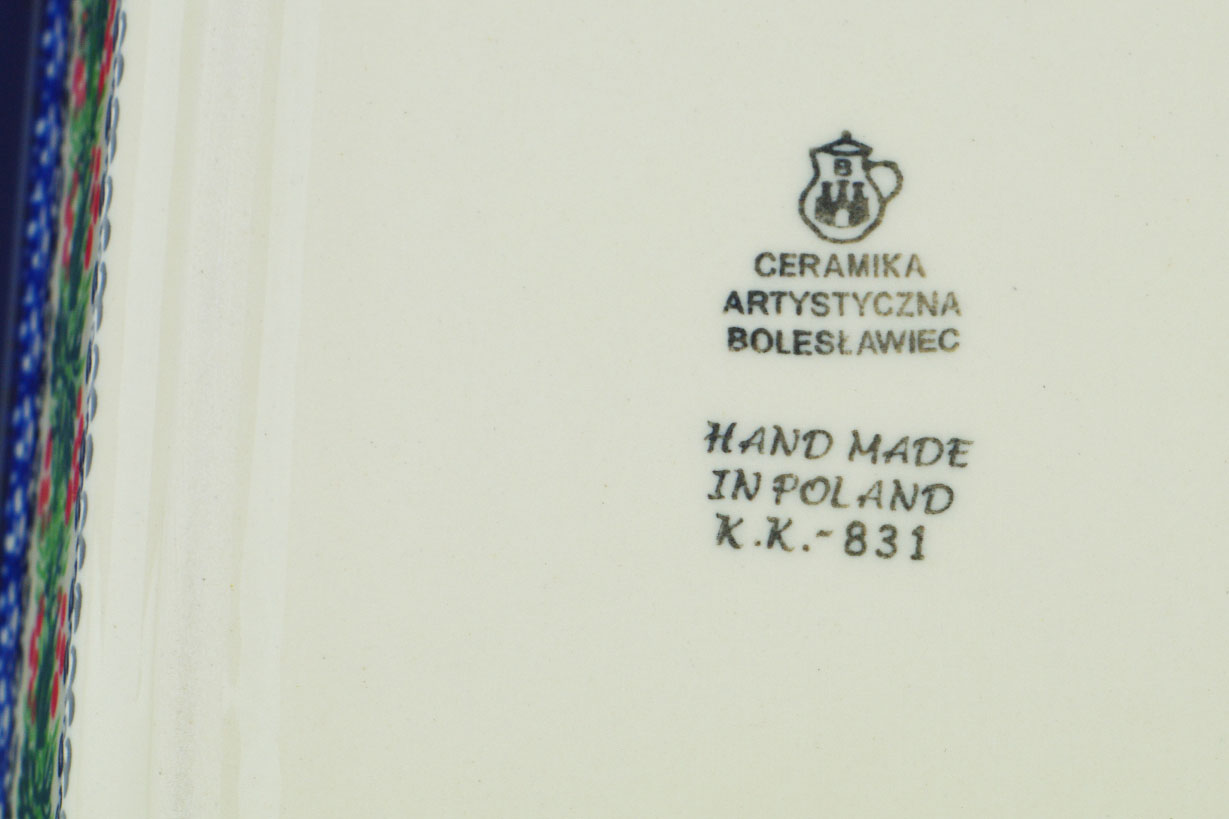 B
CERAMIKA
ARTYSTYCZNA
BOLESŁAWIEC
HAND MADE
IN POLAND
K.K.-831